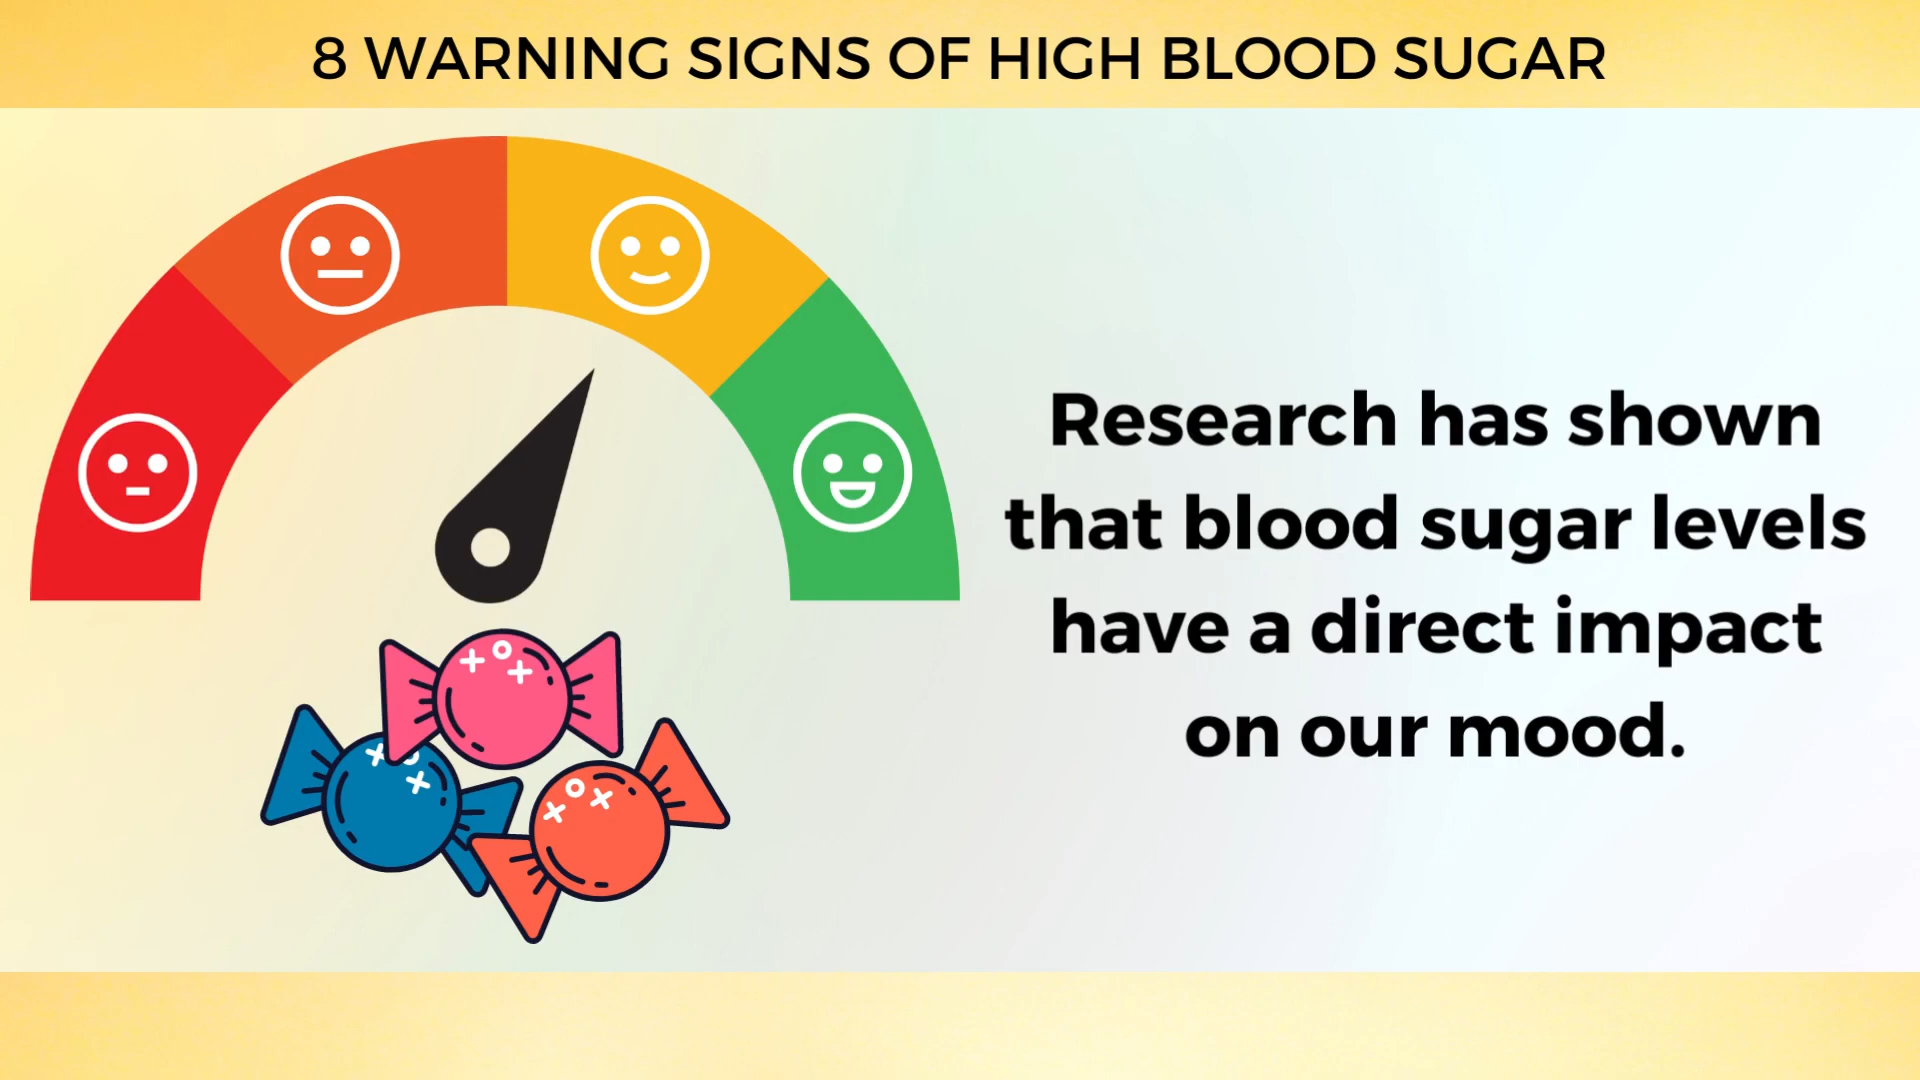 8 WARNING SIGNS OF HIGH BLOOD SUGAR
Research has shown
that blood sugar levels
have a direct impact
on our mood.